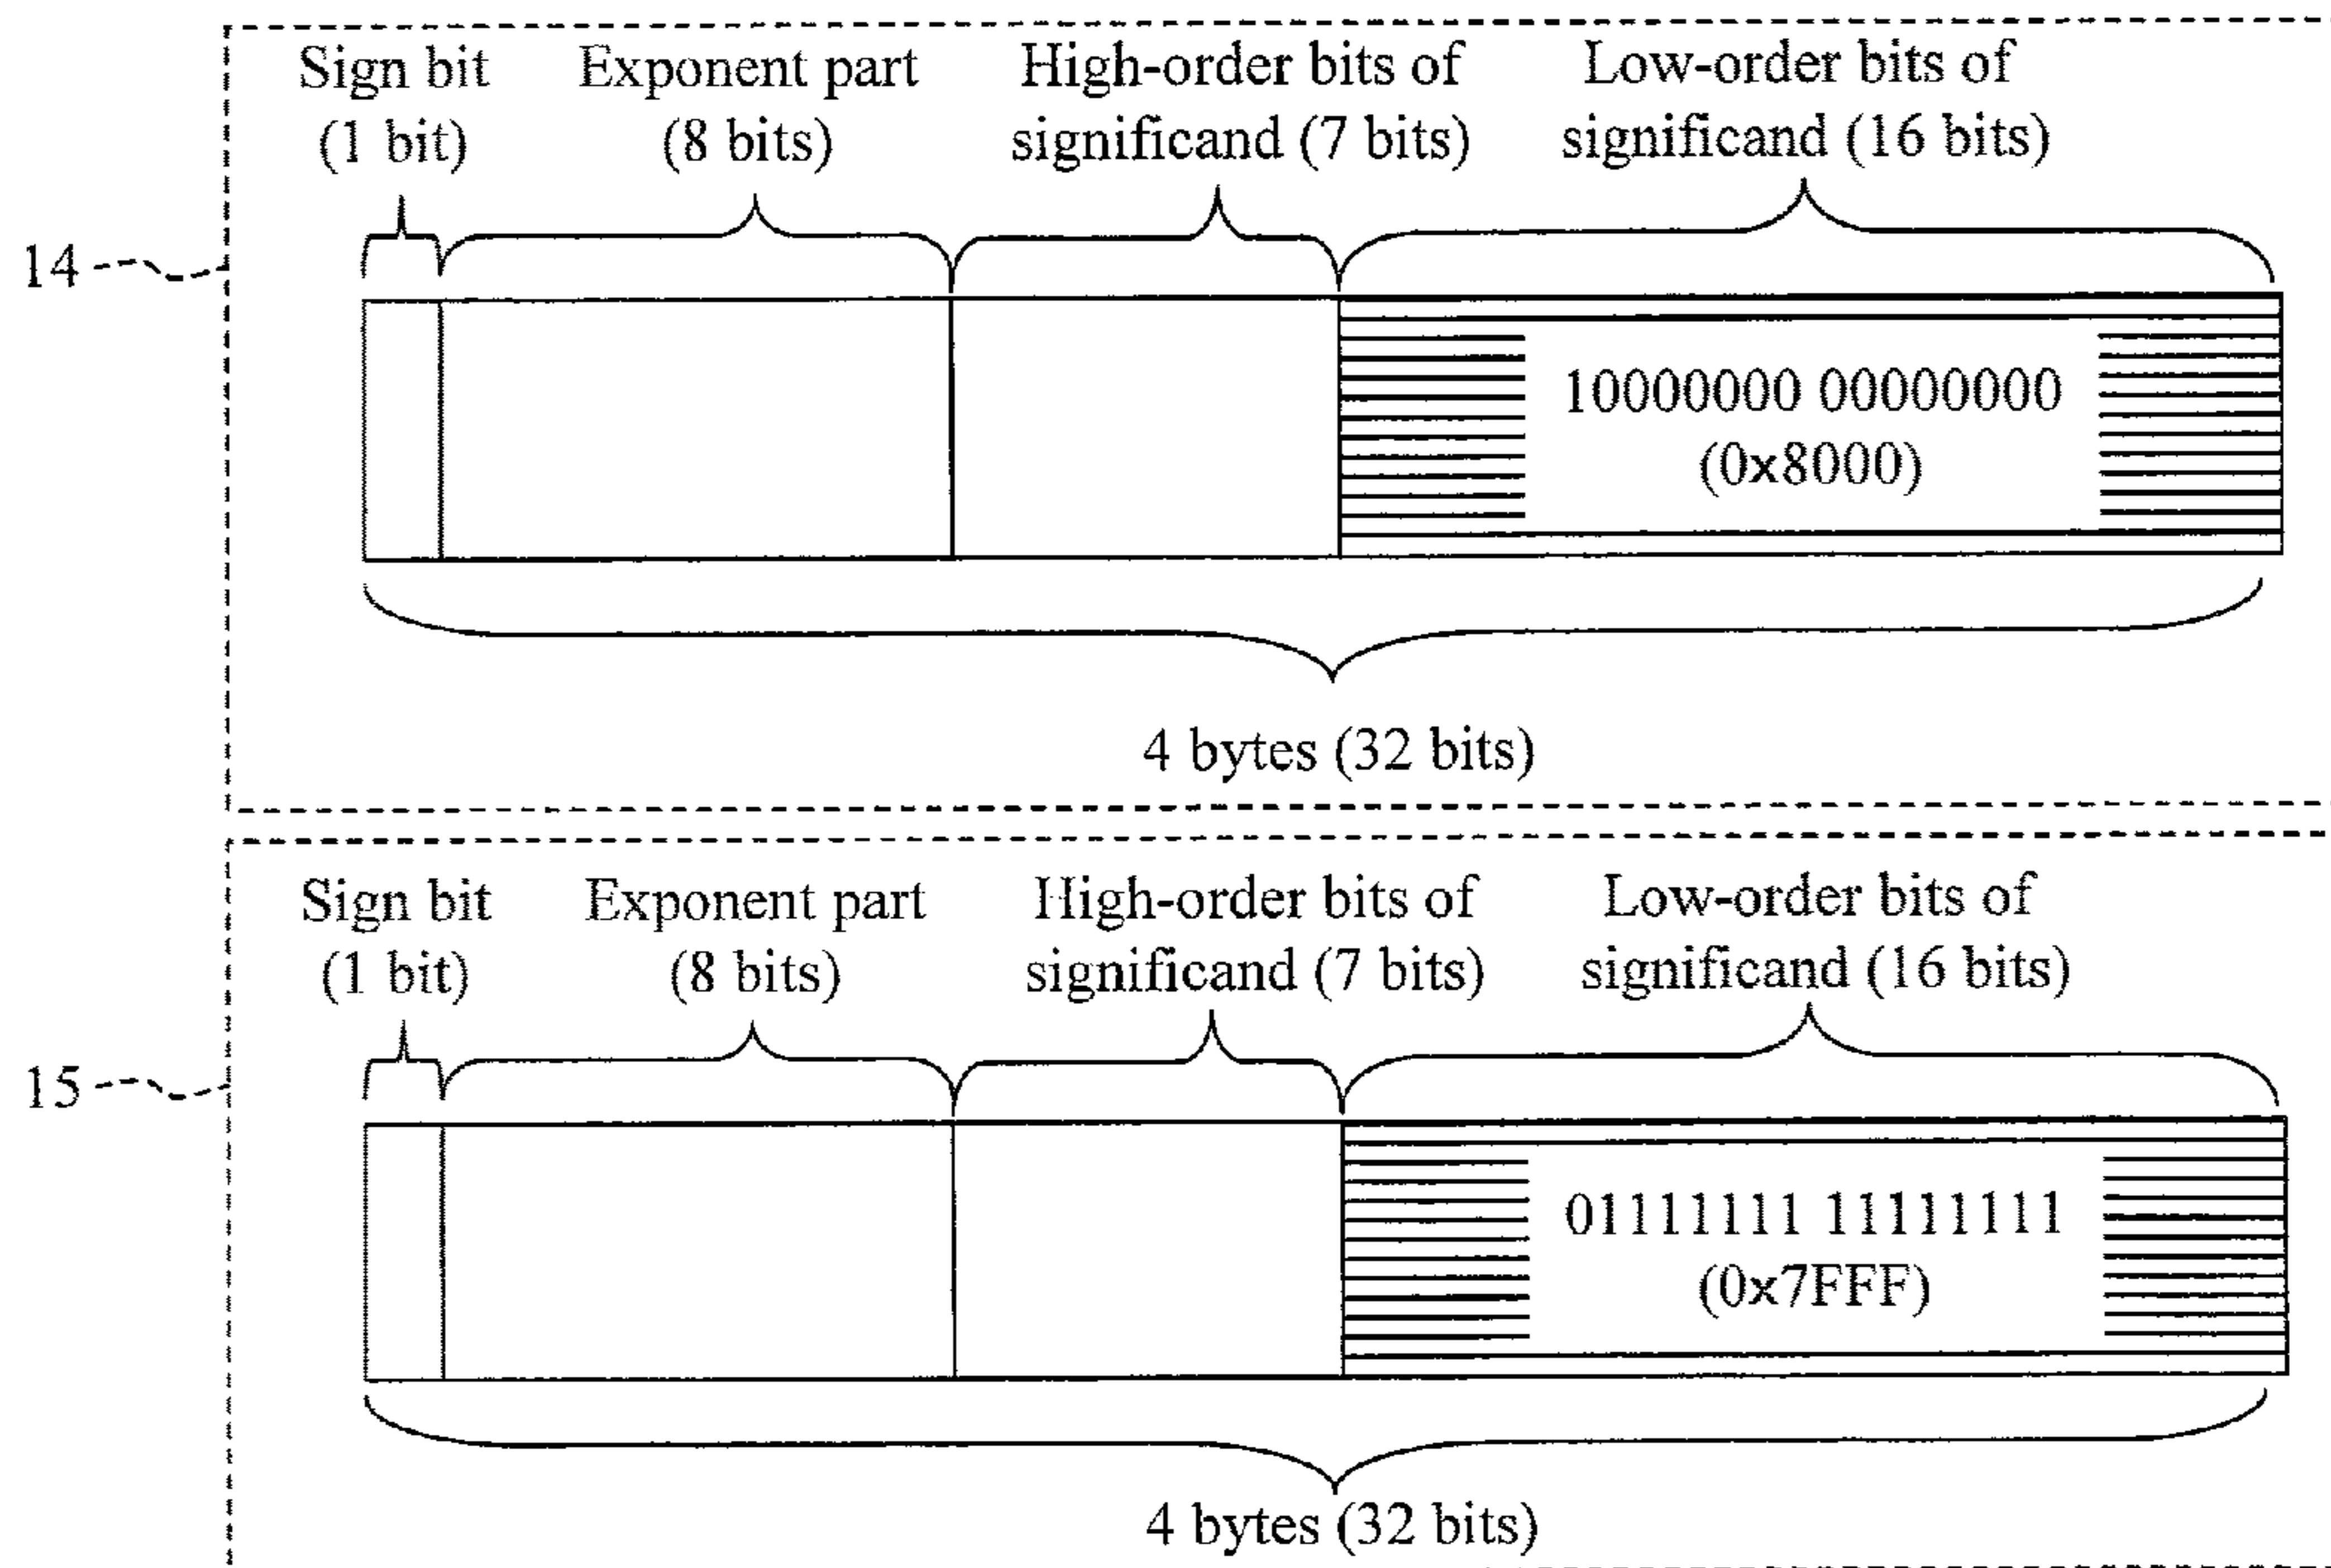 Sign bit
(1 bit)
Exponent part
(8 bits)
High-order bits of
significand (7 bits)
Low-order bits of
significand (16 bits)
14
10000000 00000000
(0x8000)
4 bytes (32 bits)
Sign bit
(1 bit)
Exponent part
(8 bits)
High-order bits of
significand (7 bits)
Low-order bits of
significand (16 bits)
15
01111111 11111111
(0x7FFF)
4 bytes (32 bits)